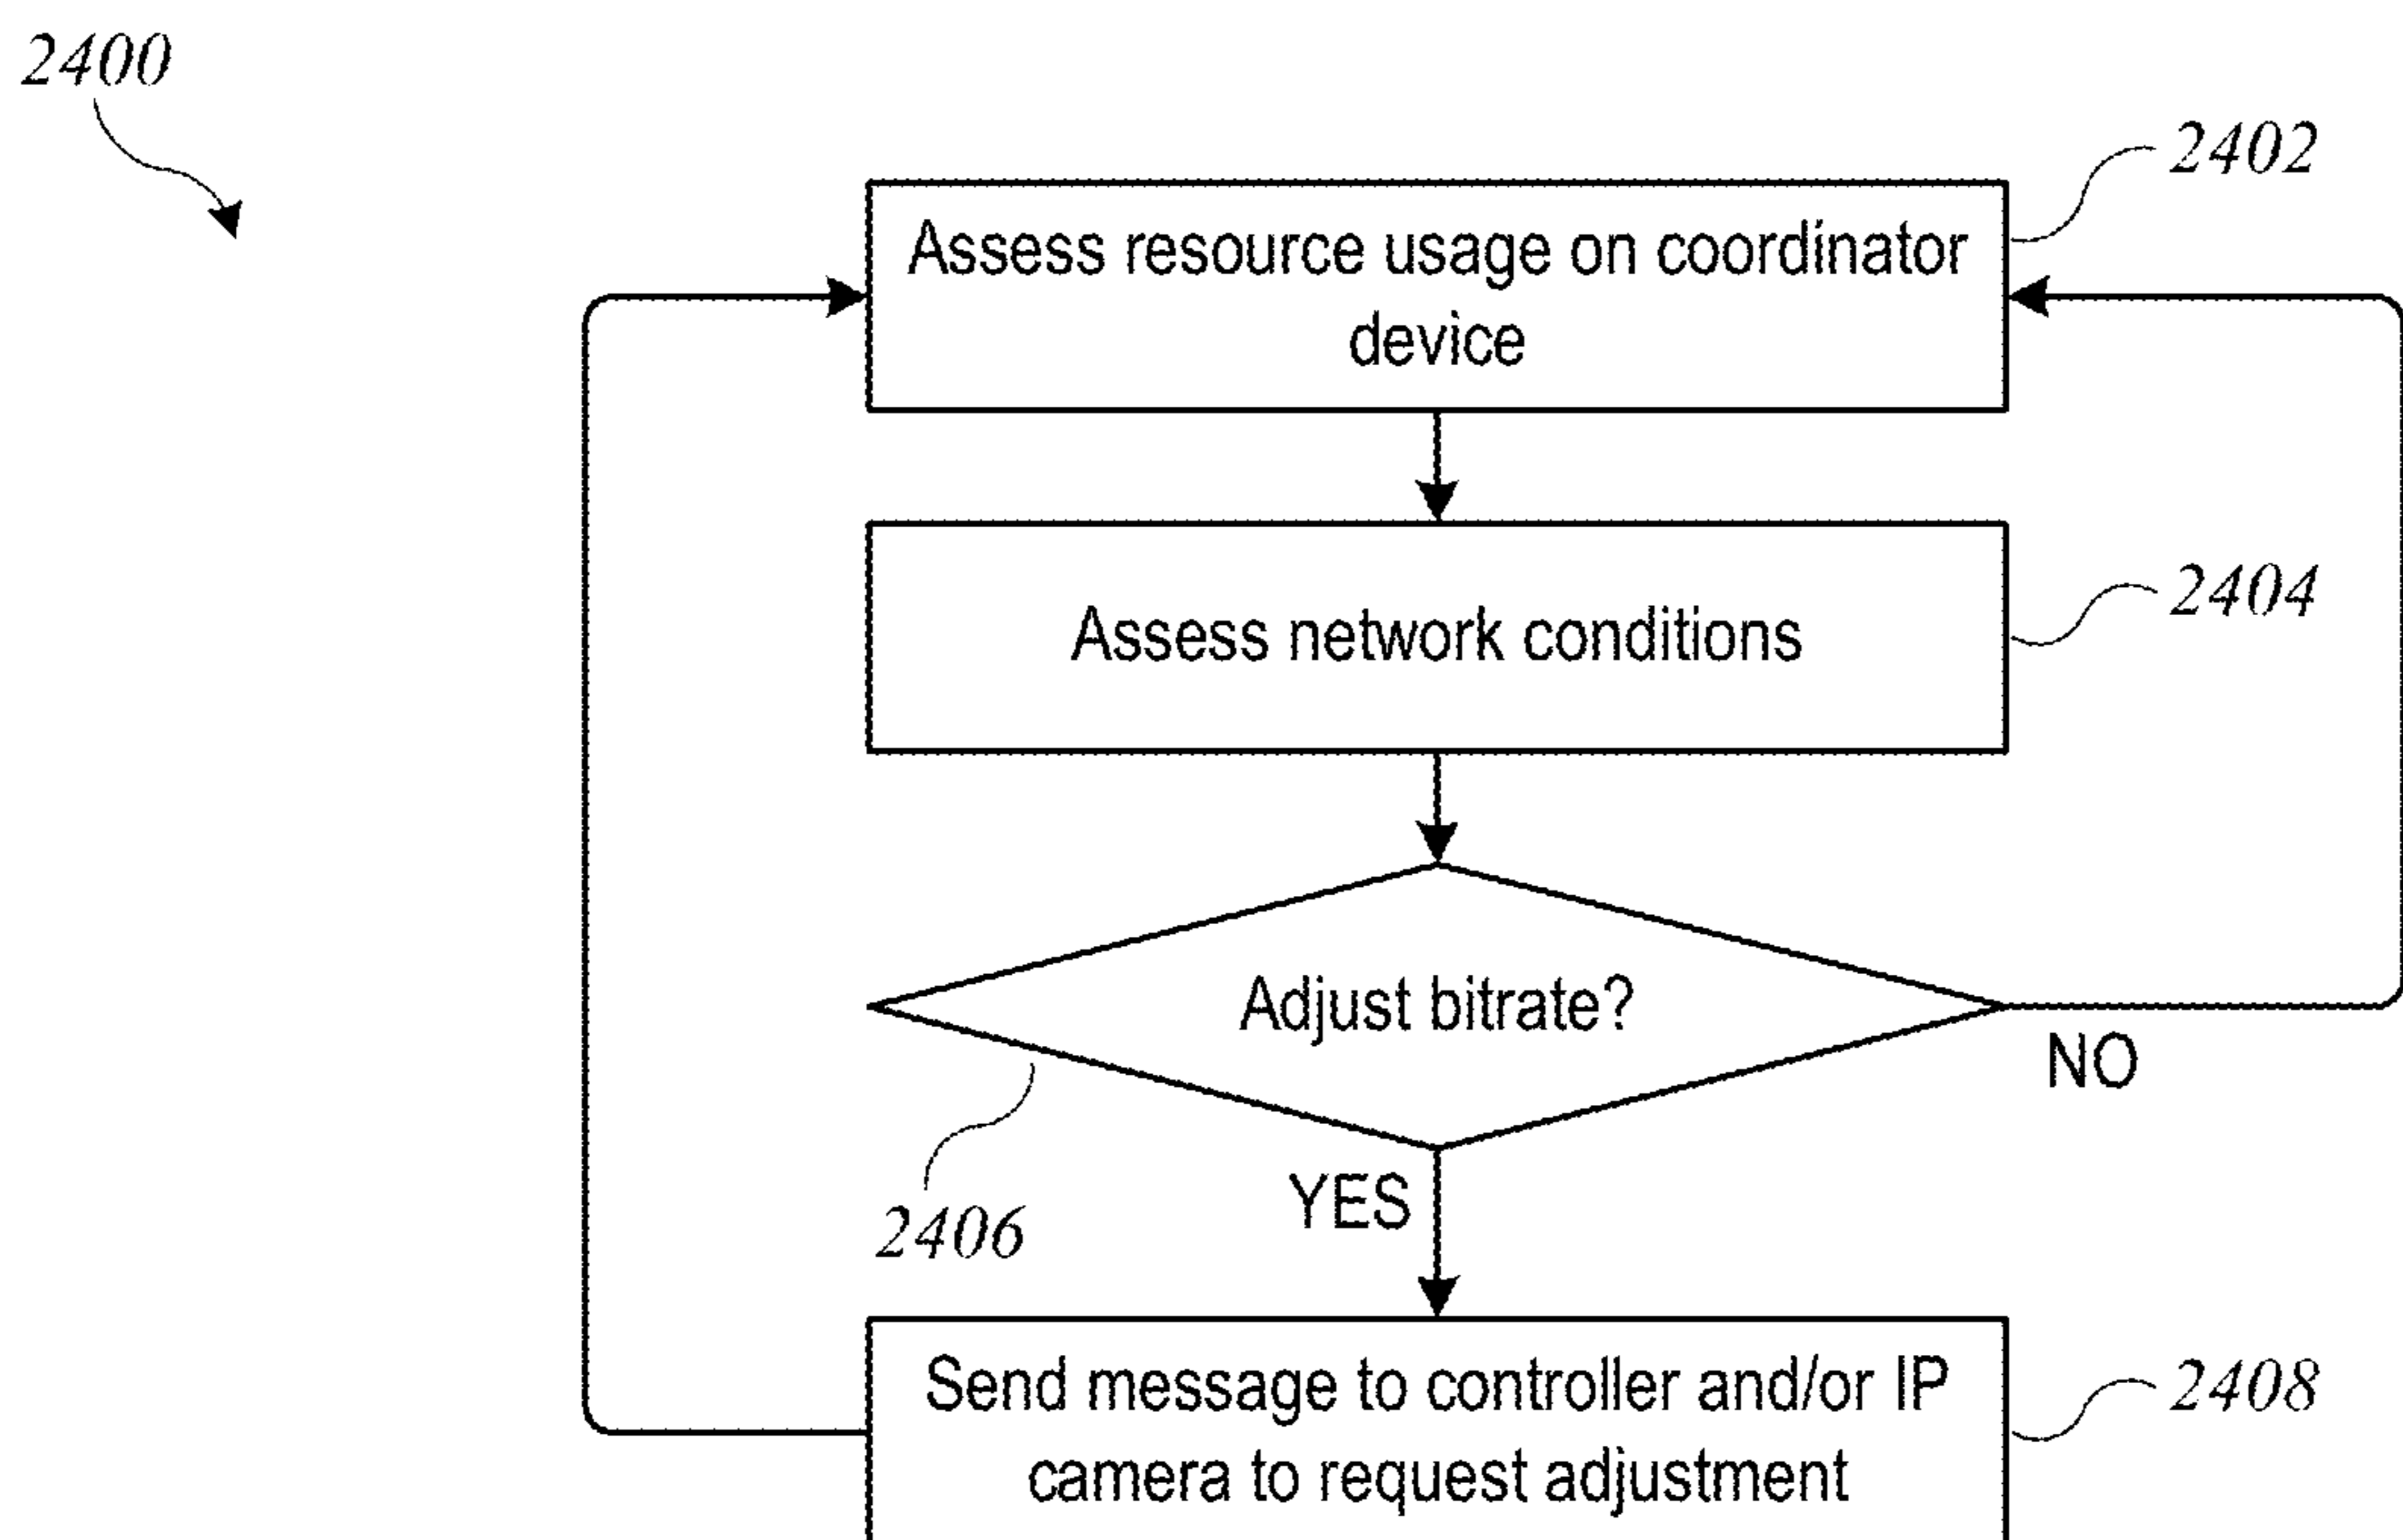 2400
2402
Assess resource usage on coordinator
device
2404
Assess network conditions
Adjust bitrate?
NO
YES
2406
Send message to controller and/or IP
camera to request adjustment
2408